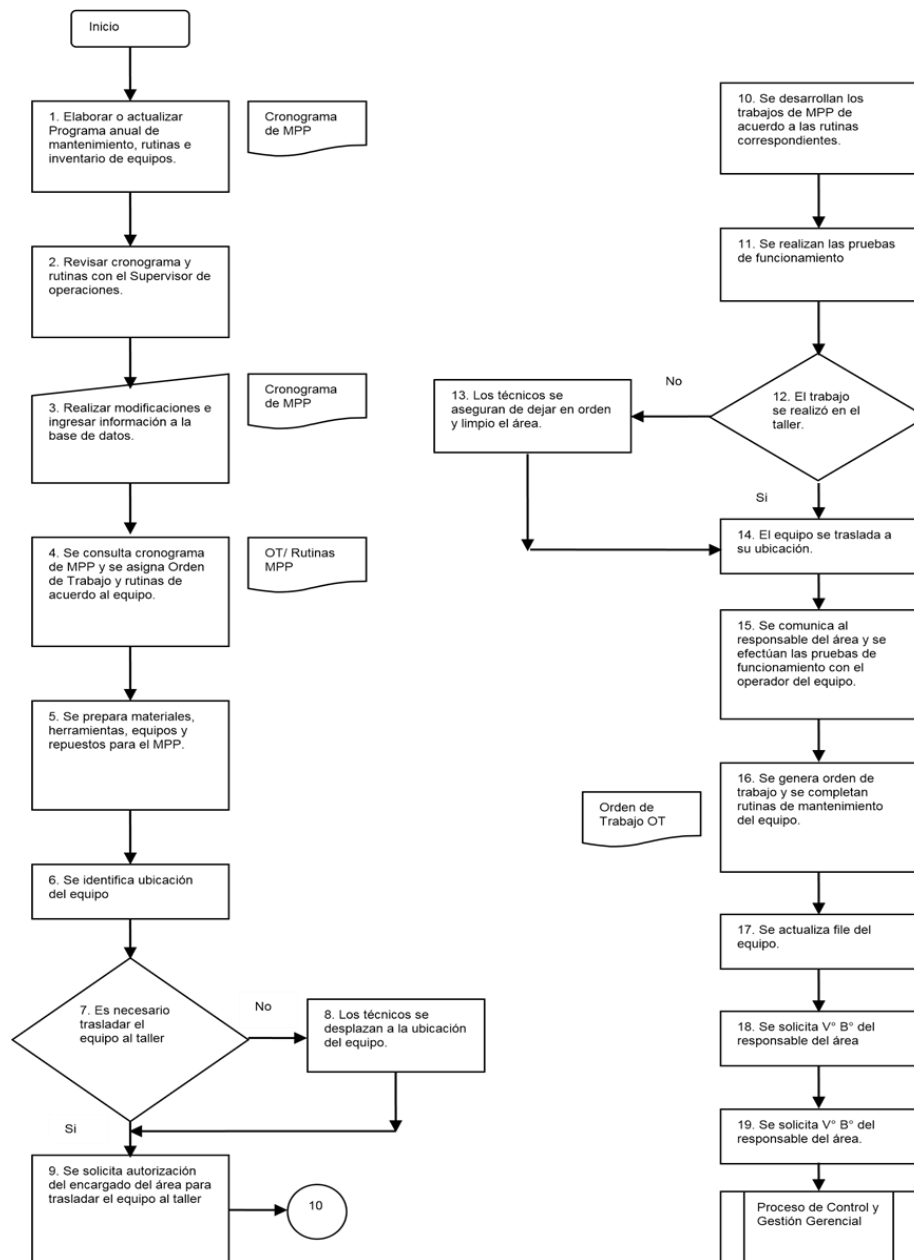 Inicio
1. Elaborar o actualizar
Programa anual de
mantenimiento, rutinas e
inventario de equipos.
Cronograma
de MPP
2. Revisar cronograma y
rutinas con el Supervisor de
operaciones.
3. Realizar modificaciones e
ingresar información a la
base de datos.
Cronograma
de MPP
4. Se consulta cronograma
de MPP y se asigna Orden
de Trabajo y rutinas de
acuerdo al equipo.
OT/ Rutinas
MPP
5. Se prepara materiales,
herramientas, equipos y
repuestos para el MPP.
6. Se identifica ubicación
del equipo
7. Es necesario
trasladar el
equipo al taller
No
8. Los técnicos se
desplazan a la ubicación
del equipo.
Si
9. Se solicita autorización
del encargado del área para
trasladar el equipo al taller
10
10. Se desarrollan los
trabajos de MPP de
acuerdo a las rutinas
correspondientes.
11. Se realizan las pruebas
de funcionamiento
12. El trabajo
se realizó en el
taller.
No
13. Los técnicos se
aseguran de dejar en orden
y limpio el área.
Si
14. El equipo se traslada a
su ubicación.
15. Se comunica al
responsable del área y se
efectúan las pruebas de
funcionamiento con el
operador del equipo.
16. Se genera orden de
trabajo y se completan
rutinas de mantenimiento
del equipo.
Orden de
Trabajo OT
17. Se actualiza file del
equipo.
18. Se solicita V° B° del
responsable del área
19. Se solicita V° B° del
responsable del área.
Proceso de Control y
Gestión Gerencial